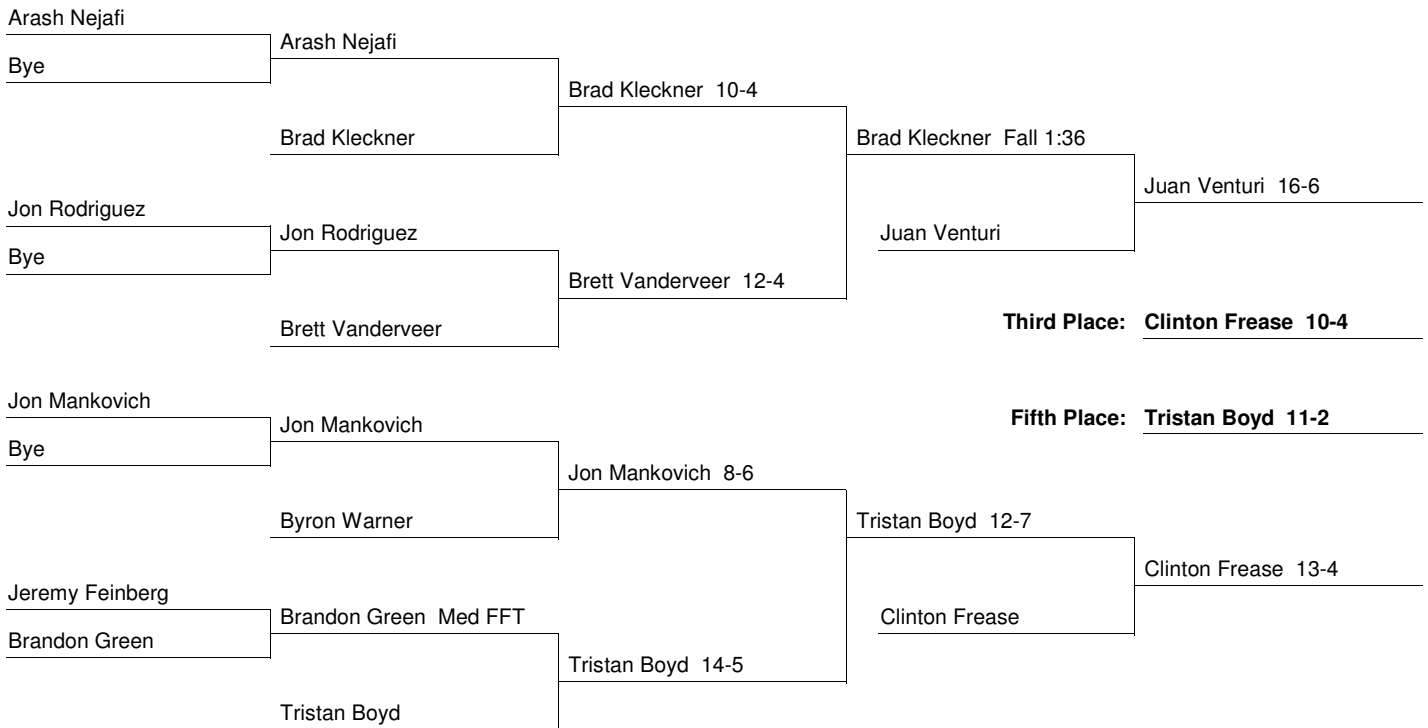 Arash Nejafi
Arash Nejafi
Bye
Brad Kleckner  10-4
Brad Kleckner
Brad Kleckner  Fall 1:36
Juan Venturi  16-6
Jon Rodriguez
Jon Rodriguez
Juan Venturi
Bye
Brett Vanderveer  12-4
Brett Vanderveer
Third Place:  Clinton Frease  10-4
Jon Mankovich
Jon Mankovich
Fifth Place:  Tristan Boyd  11-2
Bye
Jon Mankovich  8-6
Byron Warner
Tristan Boyd  12-7
Clinton Frease  13-4
Jeremy Feinberg
Brandon Green  Med FFT
Clinton Frease
Brandon Green
Tristan Boyd  14-5
Tristan Boyd